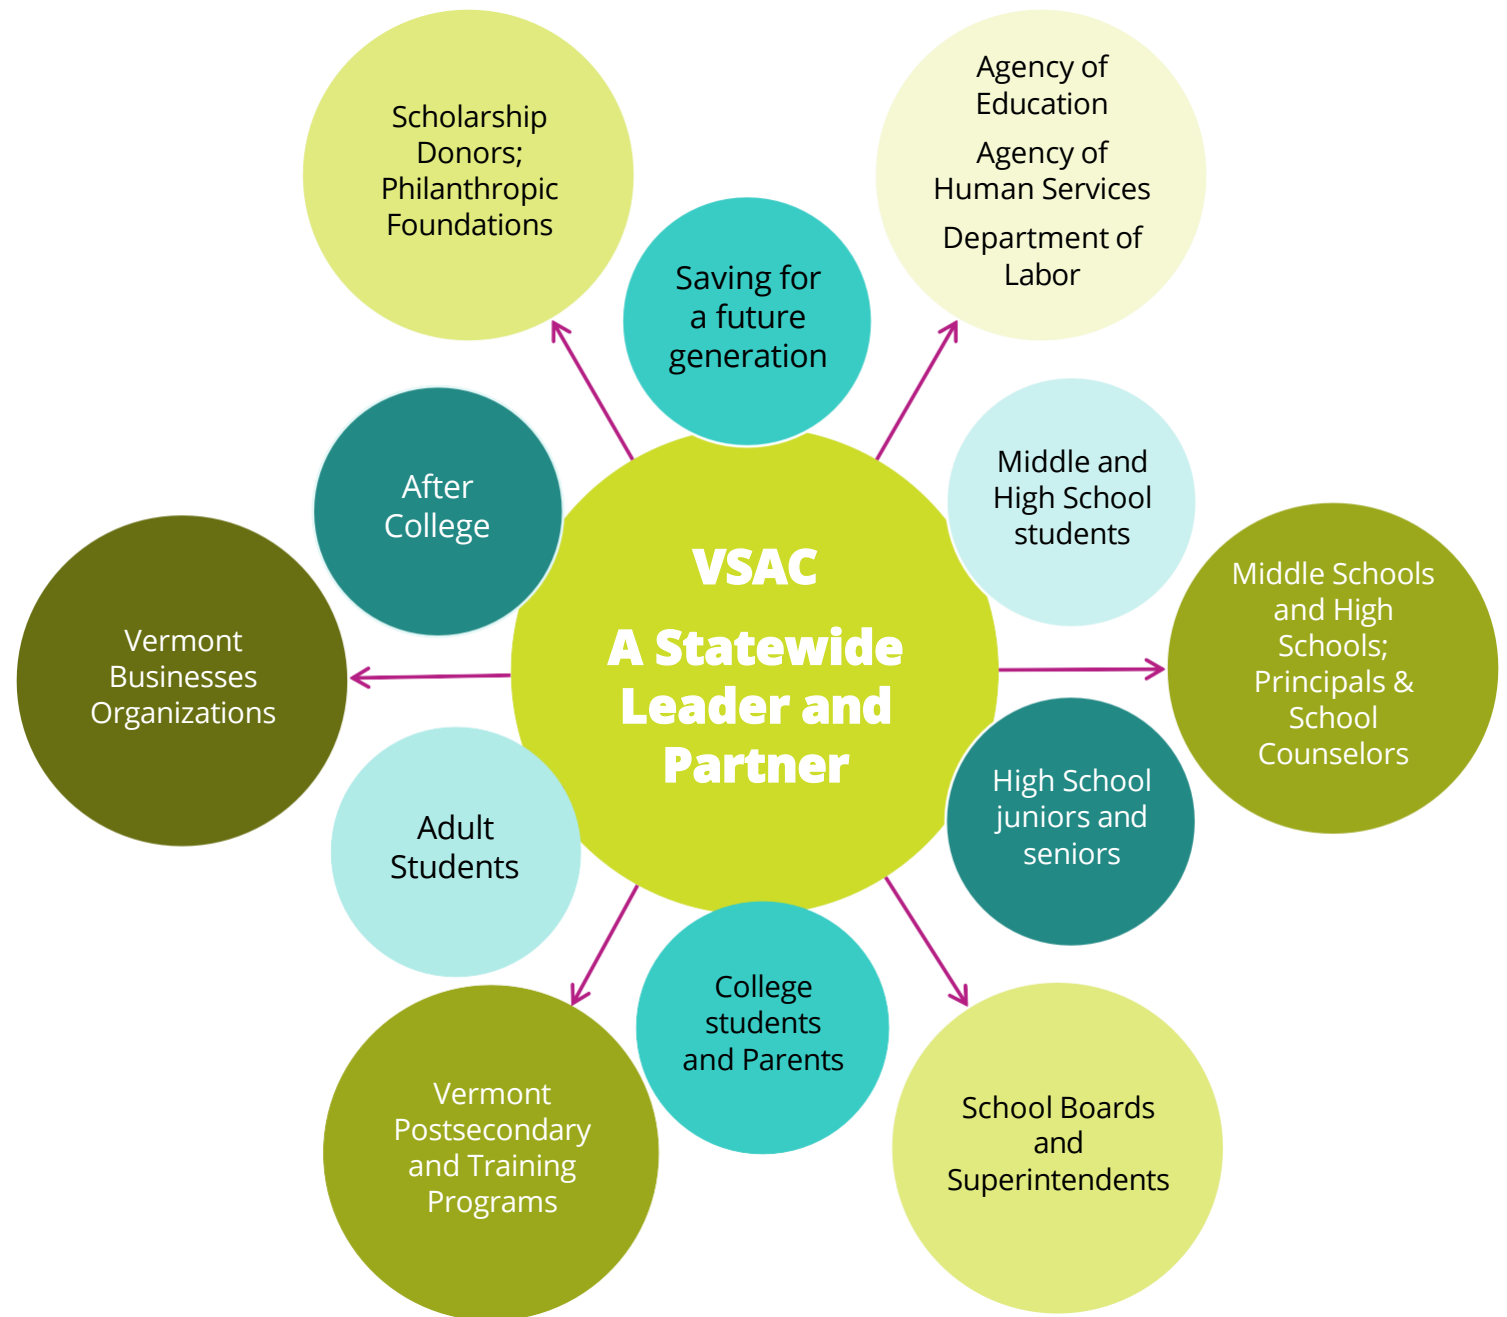 Scholarship
Donors;
Philanthropic
Foundations
Agency of
Education
Agency of
Human Services
Department of
Labor
Saving for
a future
generation
After
College
Middle and
High School
students
VSAC
A Statewide
Leader and
Partner
Middle Schools
and High
Schools;
Principals &
School
Counselors
Vermont
Businesses
Organizations
High School
juniors and
seniors
Adult
Students
College
students
and Parents
Vermont
Postsecondary
and Training
Programs
School Boards
and
Superintendents